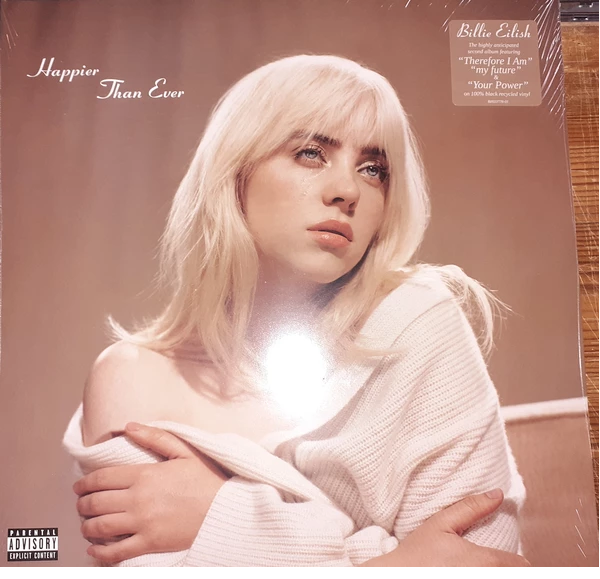 Happier
Than Ever
Billie Eilish
The highly anticipated
second album featuring
“Therefore I Am”
“my future”
&
“Your Power”
on 100% black recycled vinyl
PARENTAL
ADVISORY
EXPLICIT CONTENT